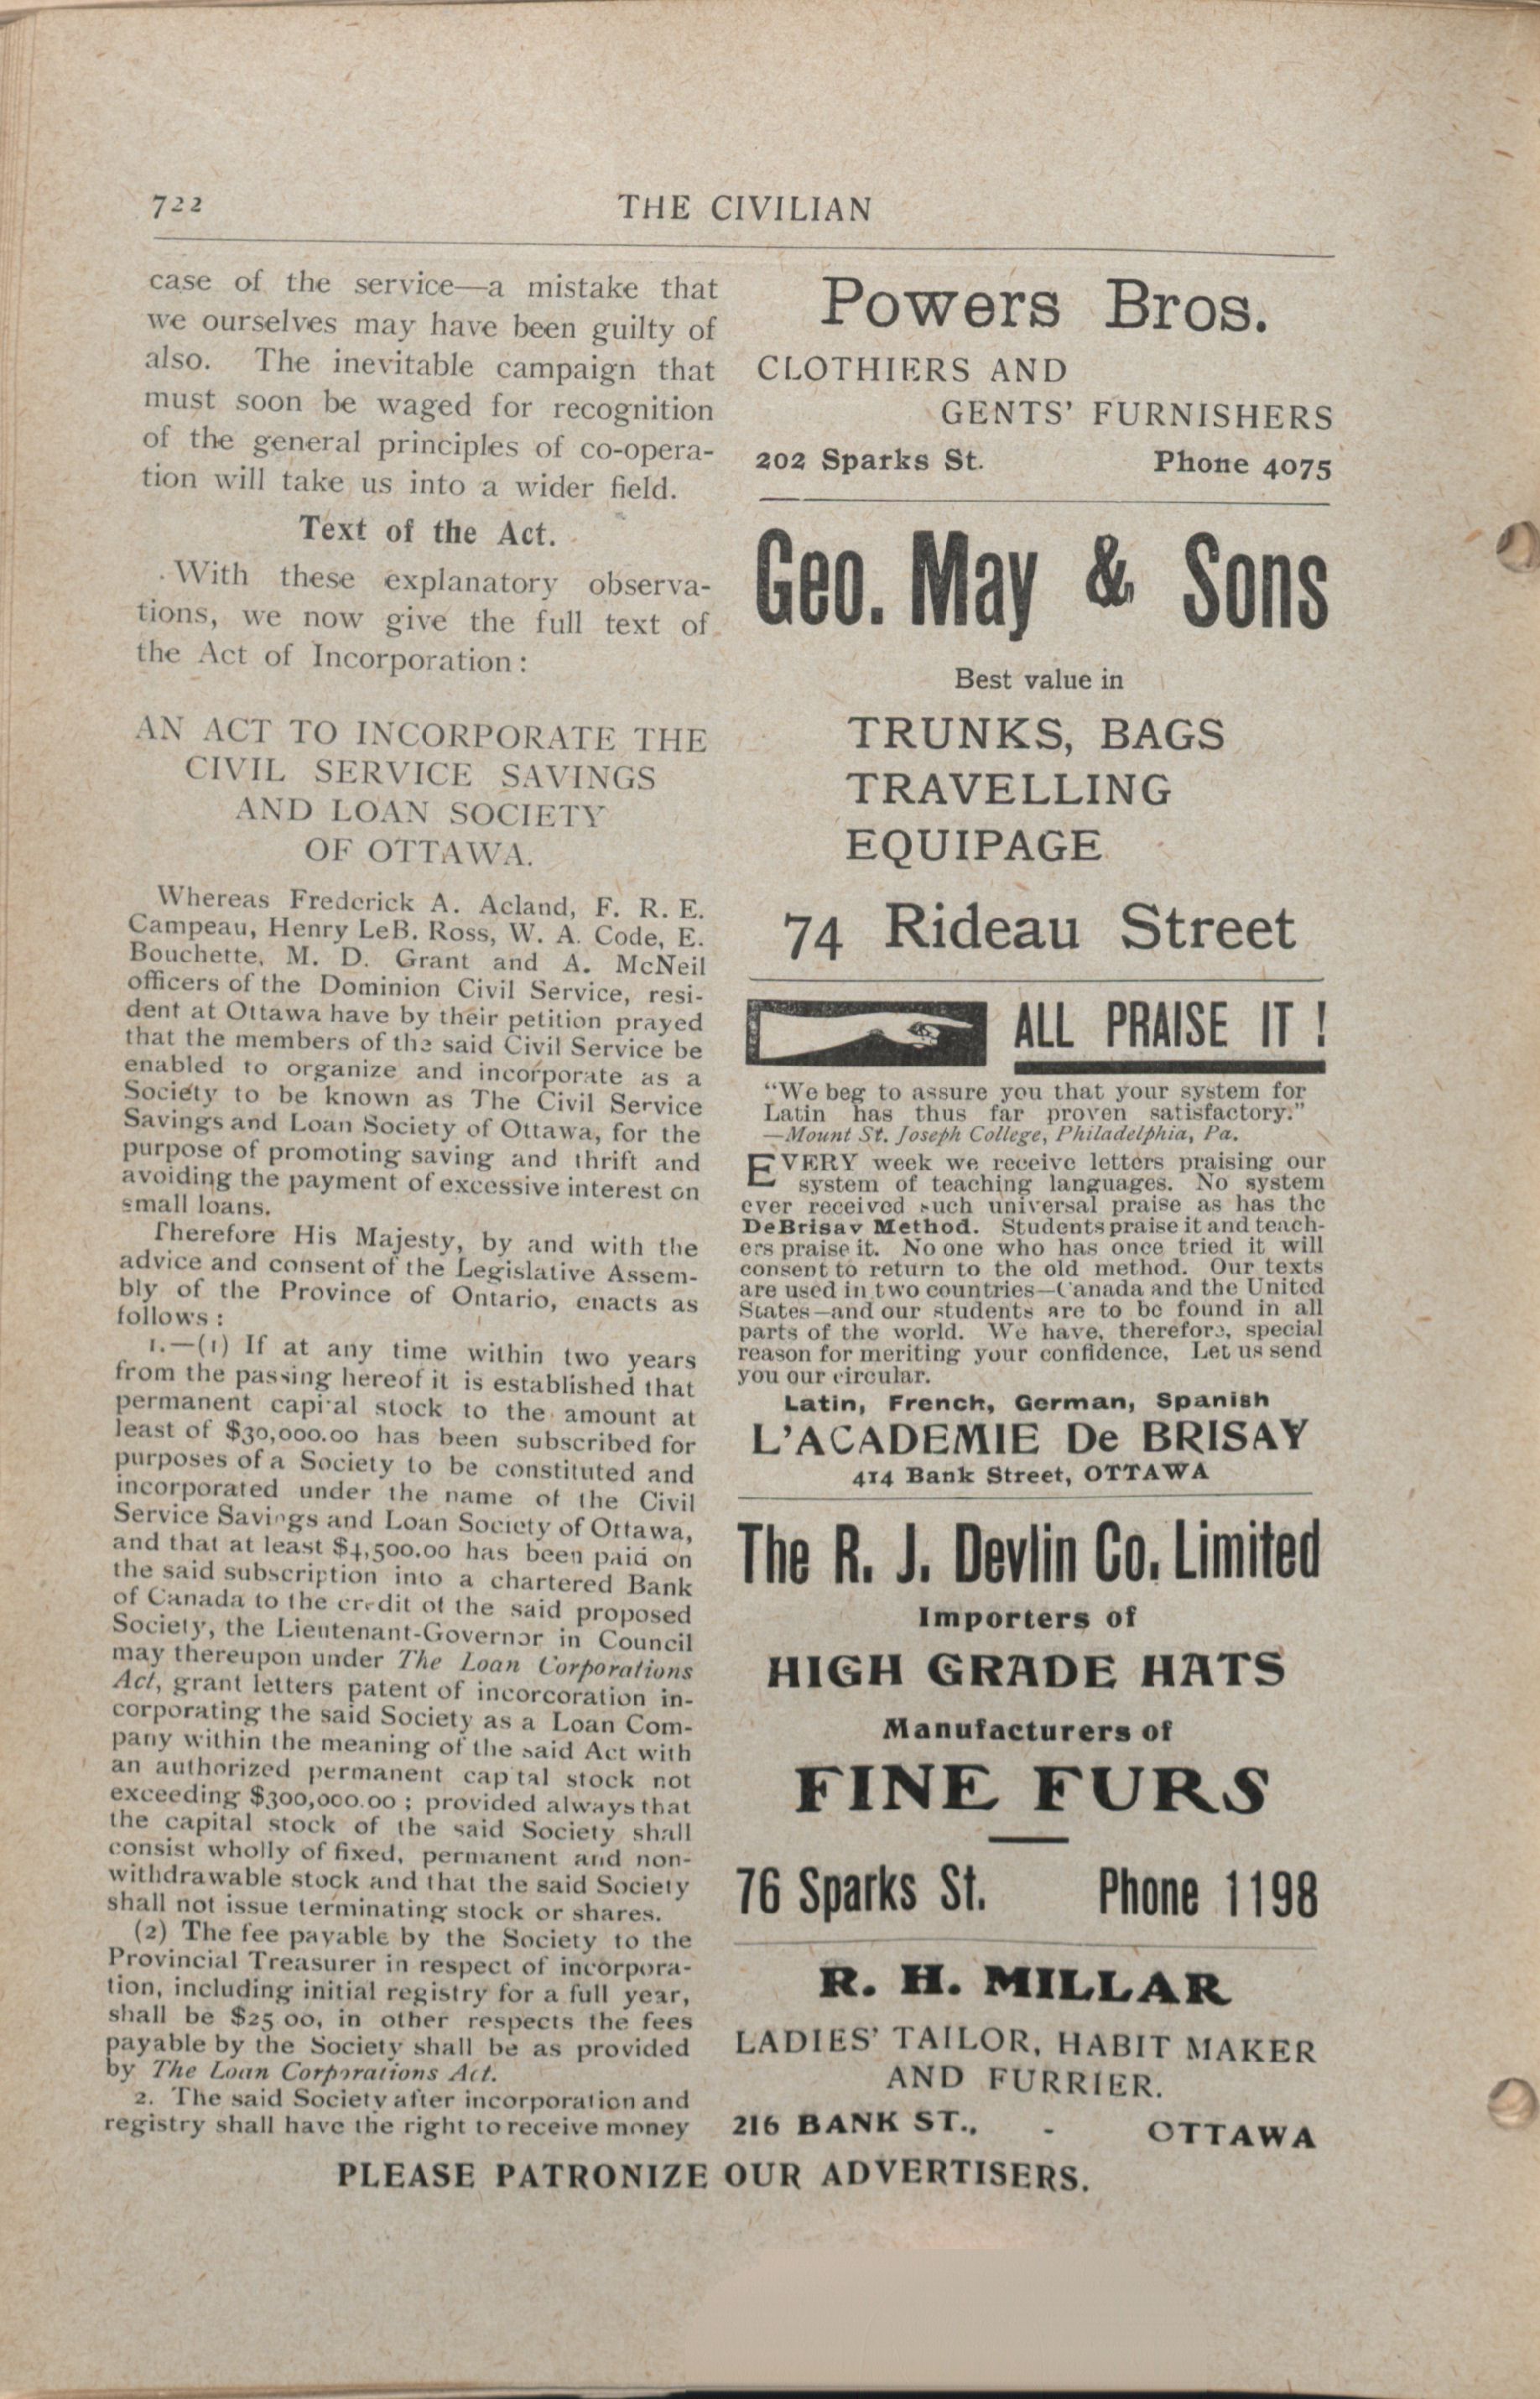 722
THE CIVILIAN
case of the service—a mistake that
we ourselves may have been guilty of
also. The inevitable campaign that
must soon be waged for recognition
of the general principles of co-opera-
tion will take us into a wider field.
Text of the Act.
With these explanatory observa-
tions, we now give the full text of
the Act of Incorporation:
AN ACT TO INCORPORATE THE
CIVIL SERVICE SAVINGS
AND LOAN SOCIETY
OF OTTAWA.
Whereas Frederick A. Acland, F. R. E.
Campeau, Henry LeB. Ross, W. A. Code, E.
Bouchette, M. D. Grant and A. McNeil
officers of the Dominion Civil Service, resi-
dent at Ottawa have by their petition prayed
that the members of the said Civil Service be
enabled to organize and incorporate as a
Society to be known as The Civil Service
Savings and Loan Society of Ottawa, for the
purpose of promoting saving and thrift and
avoiding the payment of excessive interest on
small loans.
Therefore His Majesty, by and with the
advice and consent of the Legislative Assem-
bly of the Province of Ontario, enacts as
follows :
1.—(1) If at any time within two years
from the passing hereof it is established that
permanent capital stock to the amount at
least of $30,000.00 has been subscribed for
purposes of a Society to be constituted and
incorporated under the name of the Civil
Service Savings and Loan Society of Ottawa,
and that at least $4,500.00 has been paid on
the said subscription into a chartered Bank
of Canada to the credit of the said proposed
Society, the Lieutenant-Governor in Council
may thereupon under The Loan Corporations
Act, grant letters patent of incorcoration in-
corporating the said Society as a Loan Com-
pany within the meaning of the said Act with
an authorized permanent cap tal stock not
exceeding $300,000.00 ; provided always that
the capital stock of the said Society shall
consist wholly of fixed, permanent and non-
withdrawable stock and that the said Society
shall not issue terminating stock or shares.
(2) The fee payable by the Society to the
Provincial Treasurer in respect of incorpora-
tion, including initial registry for a full year,
shall be $25 00, in other respects the fees
payable by the Society shall be as provided
by The Loan Corporations Act.
2. The said Society after incorporation and
registry shall have the right to receive money
Powers Bros.
CLOTHIERS AND
GENTS' FURNISHERS
202 Sparks St. Phone 4075
Geo. May & Sons
Best value in
TRUNKS, BAGS
TRAVELLING
EQUIPAGE
74 Rideau Street
ALL PRAISE IT !
"We beg to assure you that your system for
Latin has thus far proven satisfactory."
—Mount St. Joseph College, Philadelphia, Pa.
EVERY week we receive letters praising our
system of teaching languages. No system
ever received such universal praise as has the
DeBrisay Method. Students praise it and teach-
ers praise it. No one who has once tried it will
consent to return to the old method. Our texts
are used in two countries—Canada and the United
States—and our students are to be found in all
parts of the world. We have, therefore, special
reason for meriting your confidence, Let us send
you our circular.
Latin, French, German, Spanish
L'ACADEMIE De BRISAY
414 Bank Street, OTTAWA
The R. J. Devlin Co. Limited
Importers of
HIGH GRADE HATS
Manufacturers of
FINE FURS
76 Sparks St. Phone 1198
R. H. MILLAR
LADIES' TAILOR, HABIT MAKER
AND FURRIER.
216 BANK ST., - OTTAWA
PLEASE PATRONIZE OUR ADVERTISERS.